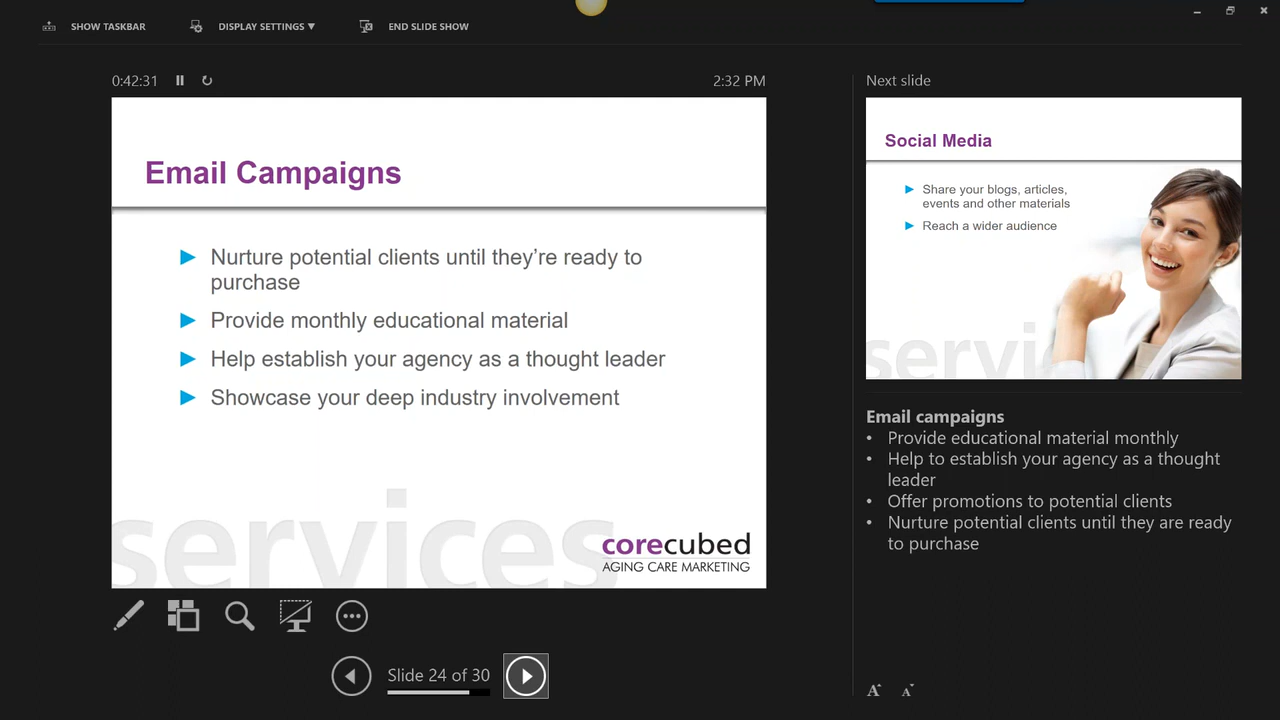 SHOW TASKBAR
DISPLAY SETTINGS ▼
END SLIDE SHOW
0:42:31
2:32 PM
Email Campaigns
► Nurture potential clients until they’re ready to
purchase
► Provide monthly educational material
► Help establish your agency as a thought leader
► Showcase your deep industry involvement
services
corecubed
AGING CARE MARKETING
Slide 24 of 30
Next slide
Social Media
► Share your blogs, articles,
events and other materials
► Reach a wider audience
servi
Email campaigns
• Provide educational material monthly
• Help to establish your agency as a thought
leader
• Offer promotions to potential clients
• Nurture potential clients until they are ready
to purchase
A A